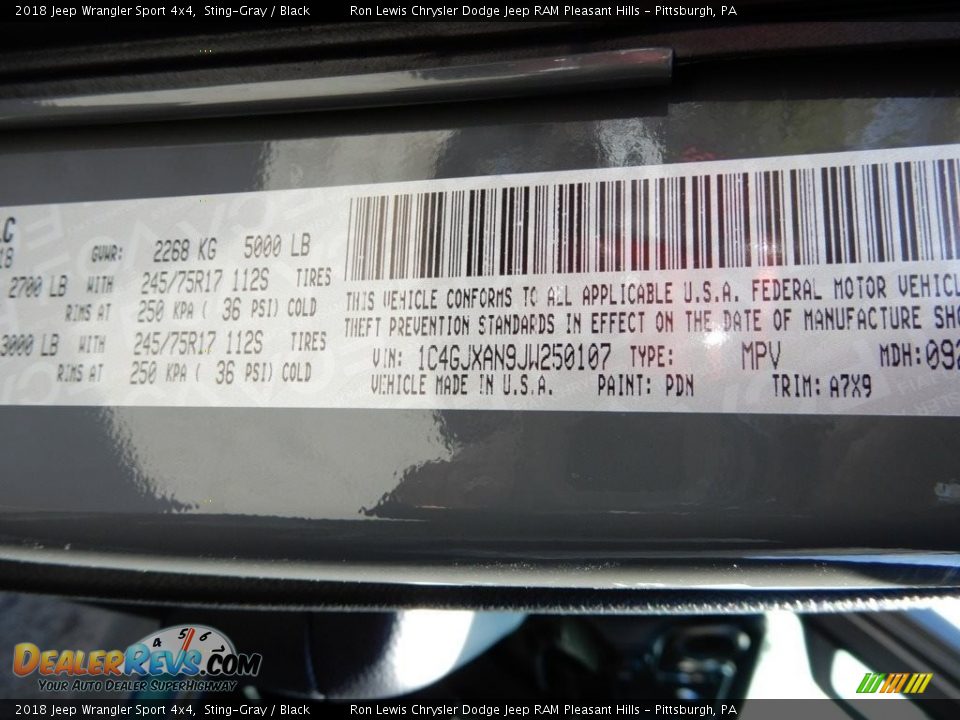 2018 Jeep Wrangler Sport 4x4, Sting-Gray / Black Ron Lewis Chrysler Dodge Jeep RAM Pleasant Hills - Pittsburgh, PA
GVWR: 2268 KG 5000 LB
2700 LB WITH 245/75R17 112S TIRES
RIMS AT 250 KPA ( 36 PSI) COLD
3000 LB WITH 245/75R17 112S TIRES
RIMS AT 250 KPA ( 36 PSI) COLD
THIS VEHICLE CONFORMS TO ALL APPLICABLE U.S.A. FEDERAL MOTOR VEHICL
THEFT PREVENTION STANDARDS IN EFFECT ON THE DATE OF MANUFACTURE SHO
VIN: 1C4GJXAN9JW250107 TYPE: MPV MDH: 092
VEHICLE MADE IN U.S.A. PAINT: PDN TRIM: A7X9
4 5 6
DEALERREVS.COM
YOUR AUTO DEALER SUPERHIGHWAY
2018 Jeep Wrangler Sport 4x4, Sting-Gray / Black Ron Lewis Chrysler Dodge Jeep RAM Pleasant Hills - Pittsburgh, PA